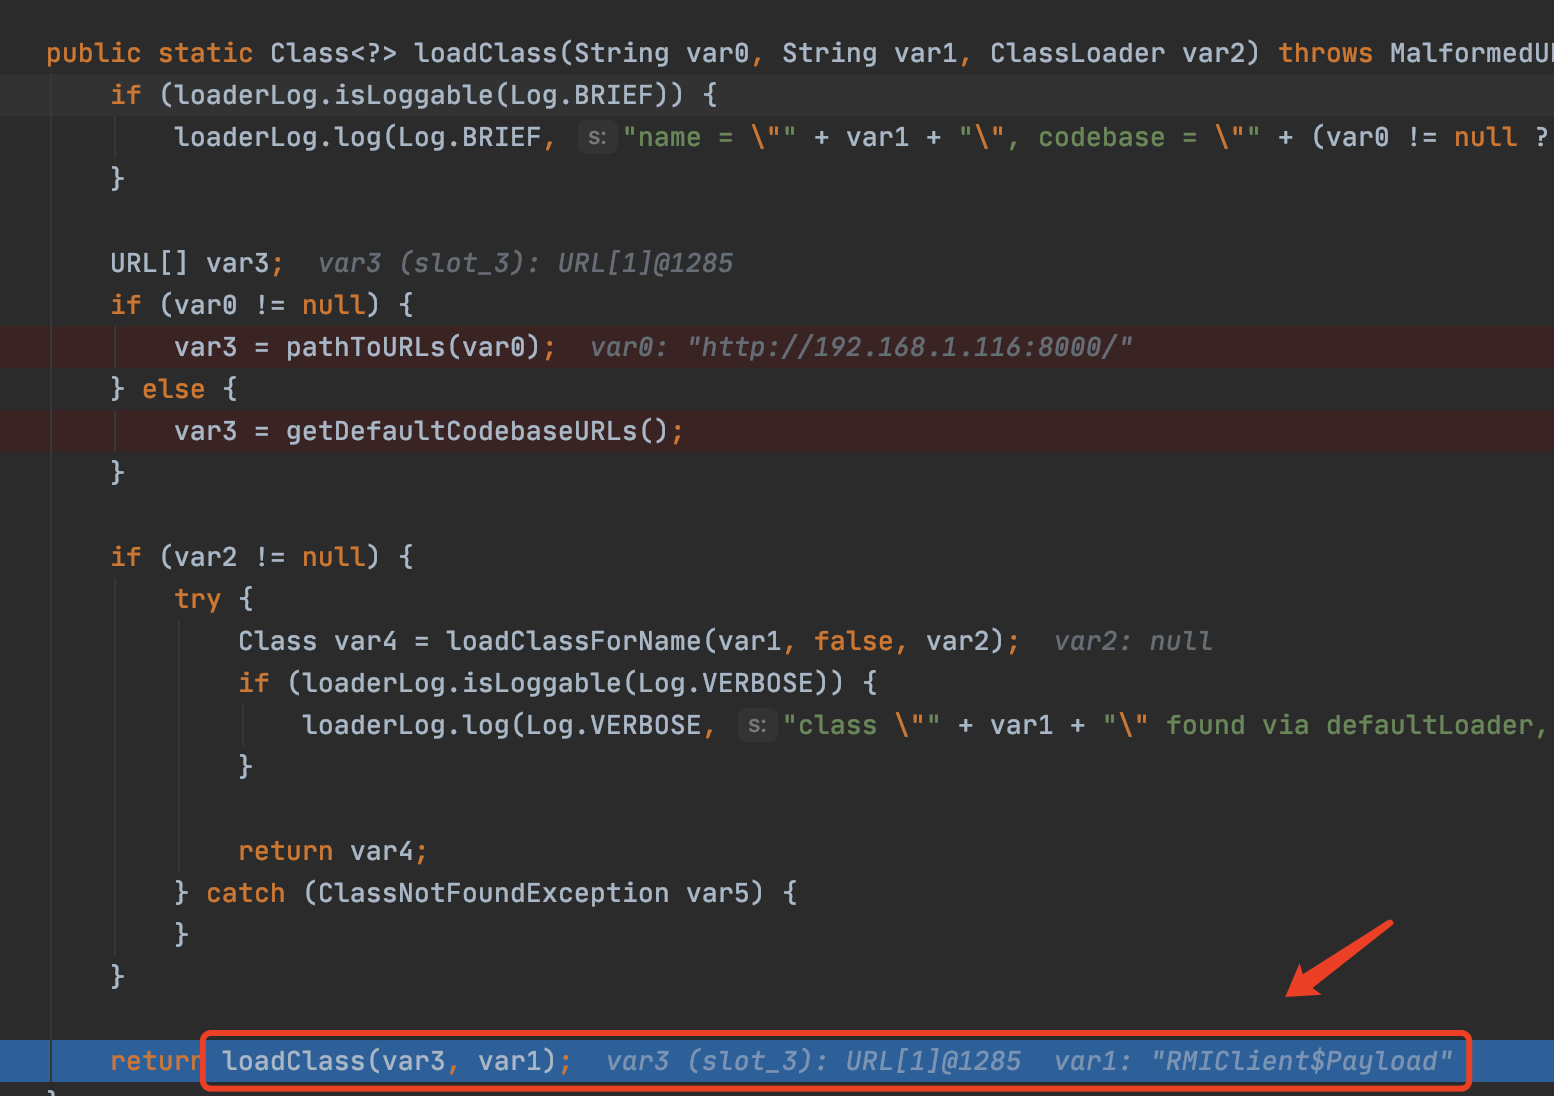 public static Class<?> loadClass(String var0, String var1, ClassLoader var2) throws MalformedU
if (loaderLog.isLoggable(Log.BRIEF)) {
loaderLog.log(Log.BRIEF, s: "name = \"" + var1 + "\", codebase = \"" + (var0 != null ?
}
URL[] var3; var3 (slot_3): URL[1]@1285
if (var0 != null) {
var3 = pathToURLs(var0); var0: "http://192.168.1.116:8000/"
} else {
var3 = getDefaultCodebaseURLs();
}
if (var2 != null) {
try {
Class var4 = loadClassForName(var1, false, var2); var2: null
if (loaderLog.isLoggable(Log.VERBOSE)) {
loaderLog.log(Log.VERBOSE, s: "class \"" + var1 + "\" found via defaultLoader,
}
return var4;
} catch (ClassNotFoundException var5) {
}
}
return loadClass(var3, var1); var3 (slot_3): URL[1]@1285 var1: "RMIClient$Payload"